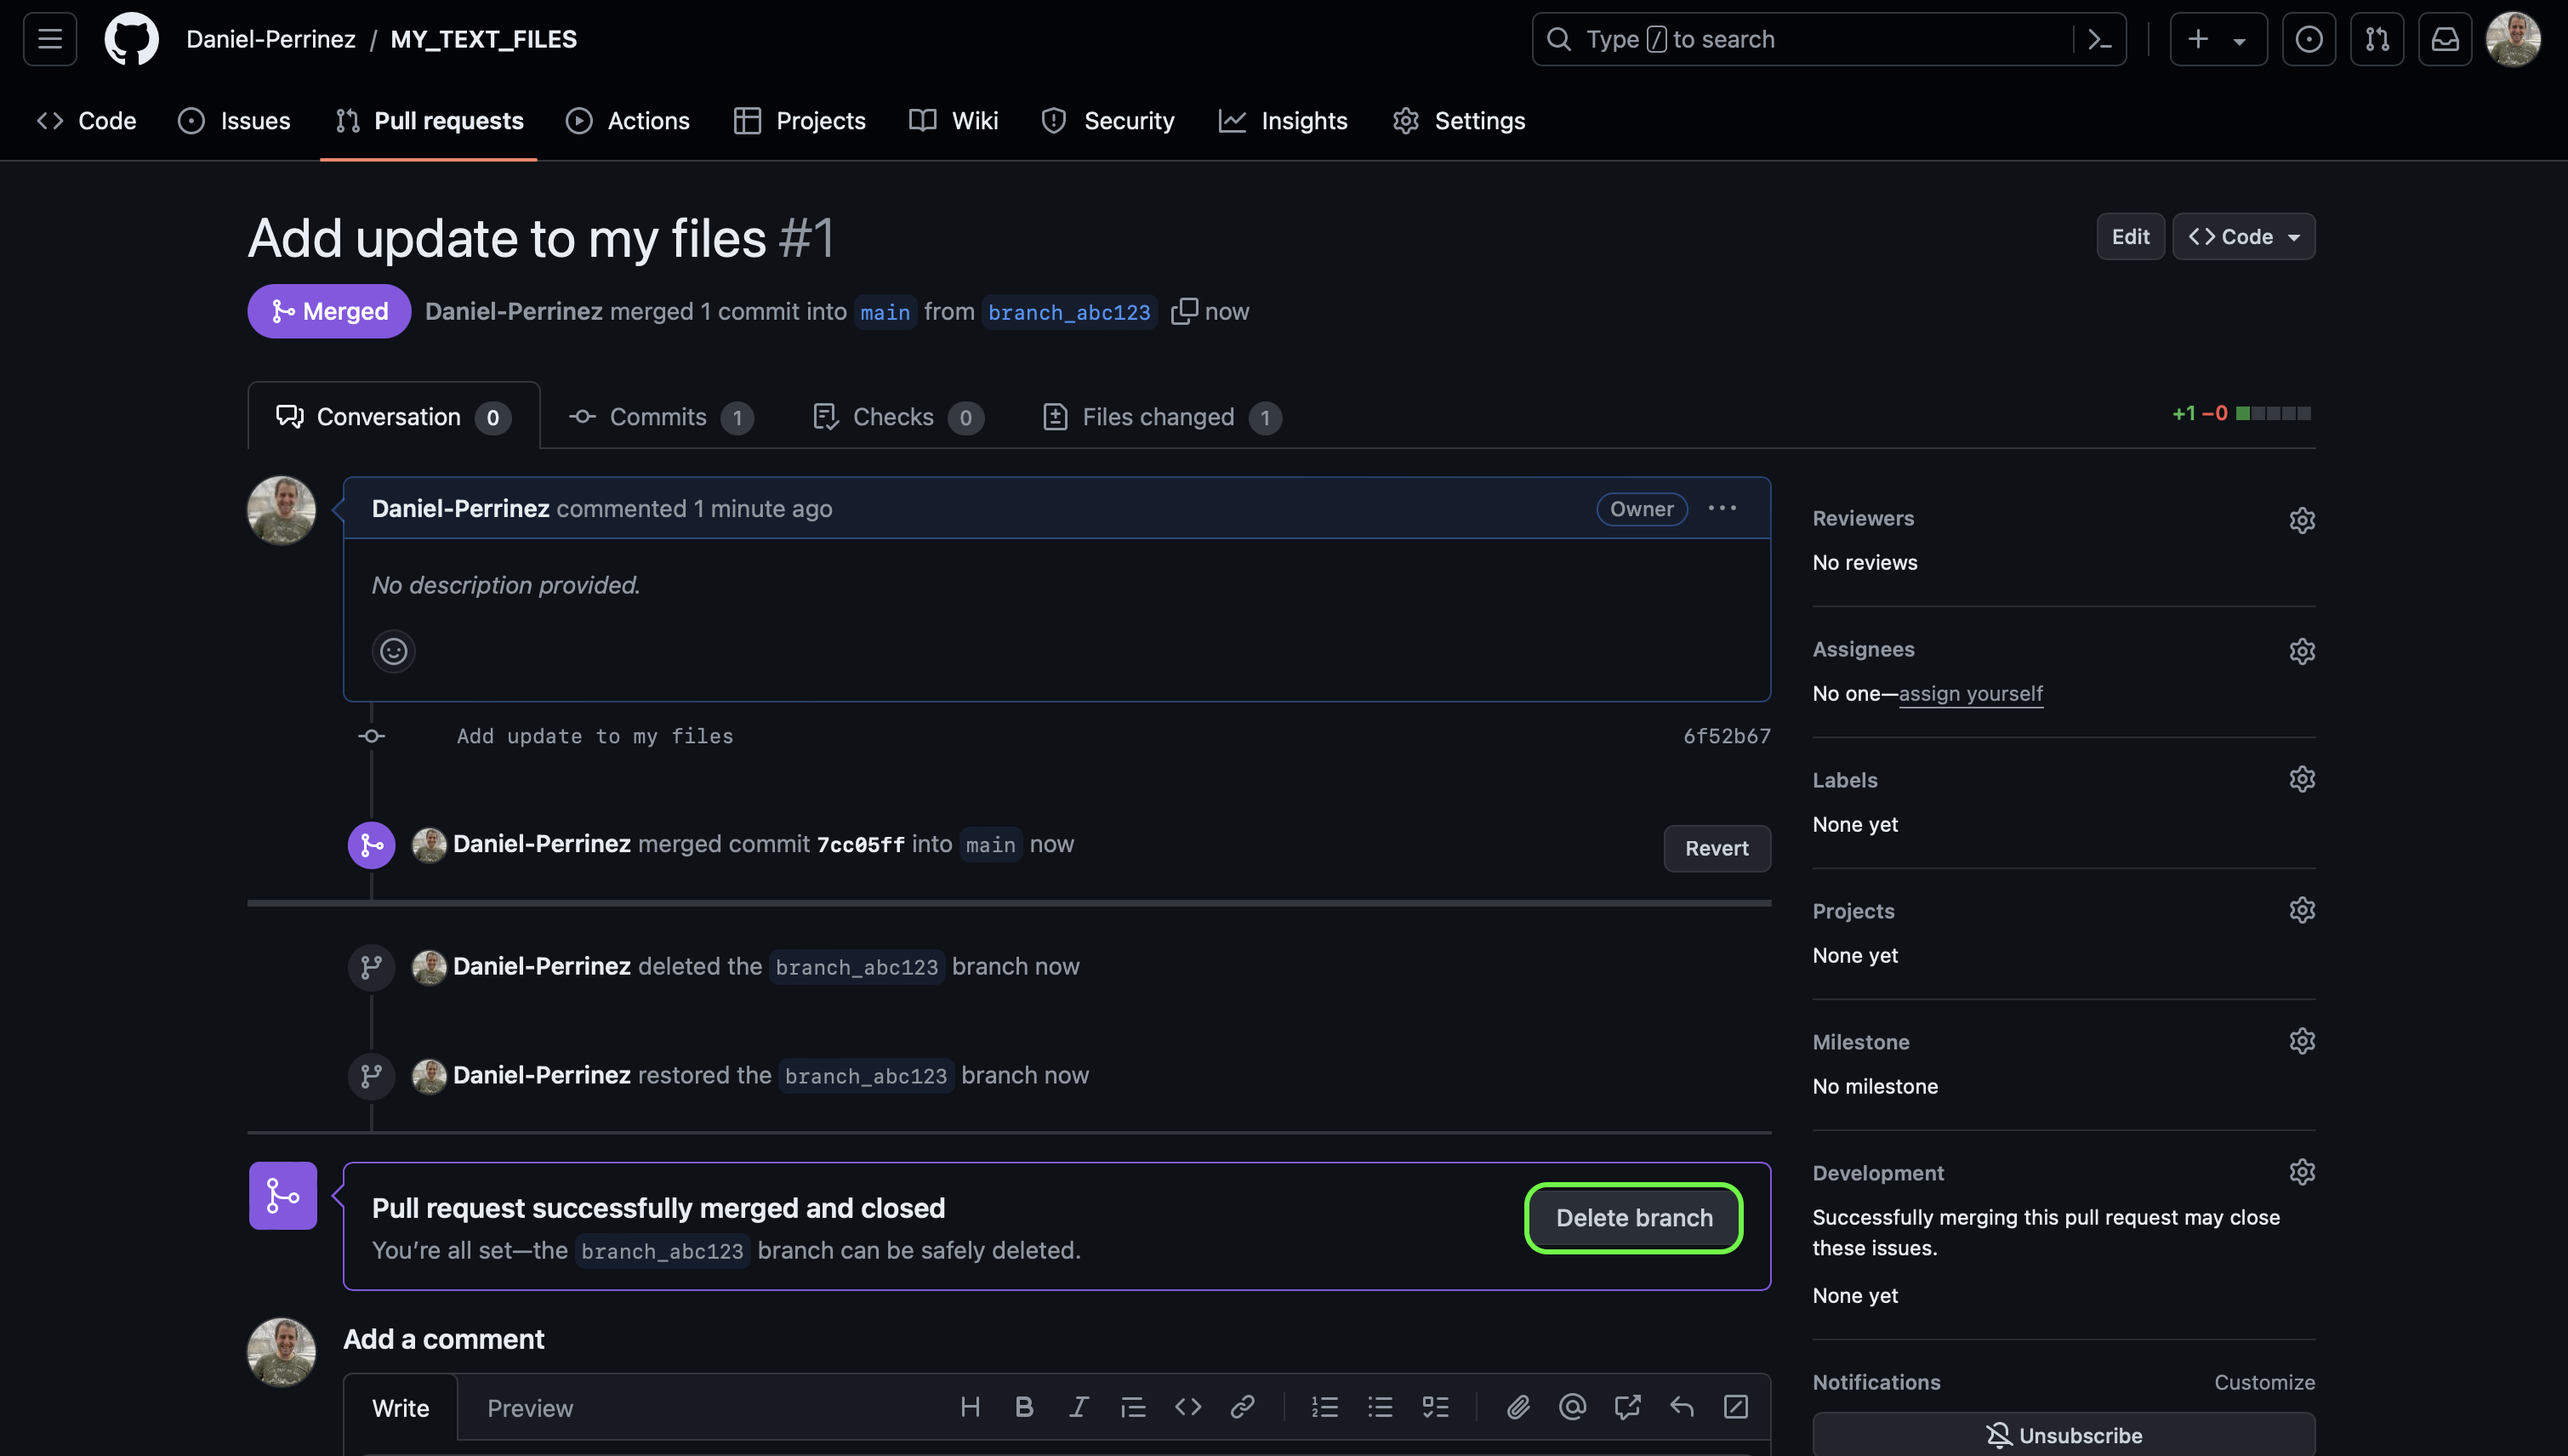 Daniel-Perrinez / MY_TEXT_FILES
Type / to search
Code
Issues
Pull requests
Actions
Projects
Wiki
Security
Insights
Settings
Add update to my files #1
Edit
Code
Merged
Daniel-Perrinez merged 1 commit into main from branch_abc123 now
Conversation 0
Commits 1
Checks 0
Files changed 1
+1 −0
Daniel-Perrinez commented 1 minute ago
Owner
No description provided.
Add update to my files
6f52b67
Daniel-Perrinez merged commit 7cc05ff into main now
Revert
Daniel-Perrinez deleted the branch_abc123 branch now
Daniel-Perrinez restored the branch_abc123 branch now
Pull request successfully merged and closed
You’re all set—the branch_abc123 branch can be safely deleted.
Delete branch
Add a comment
Write
Preview
Reviewers
No reviews
Assignees
No one—assign yourself
Labels
None yet
Projects
None yet
Milestone
No milestone
Development
Successfully merging this pull request may close
these issues.
None yet
Notifications
Customize
Unsubscribe